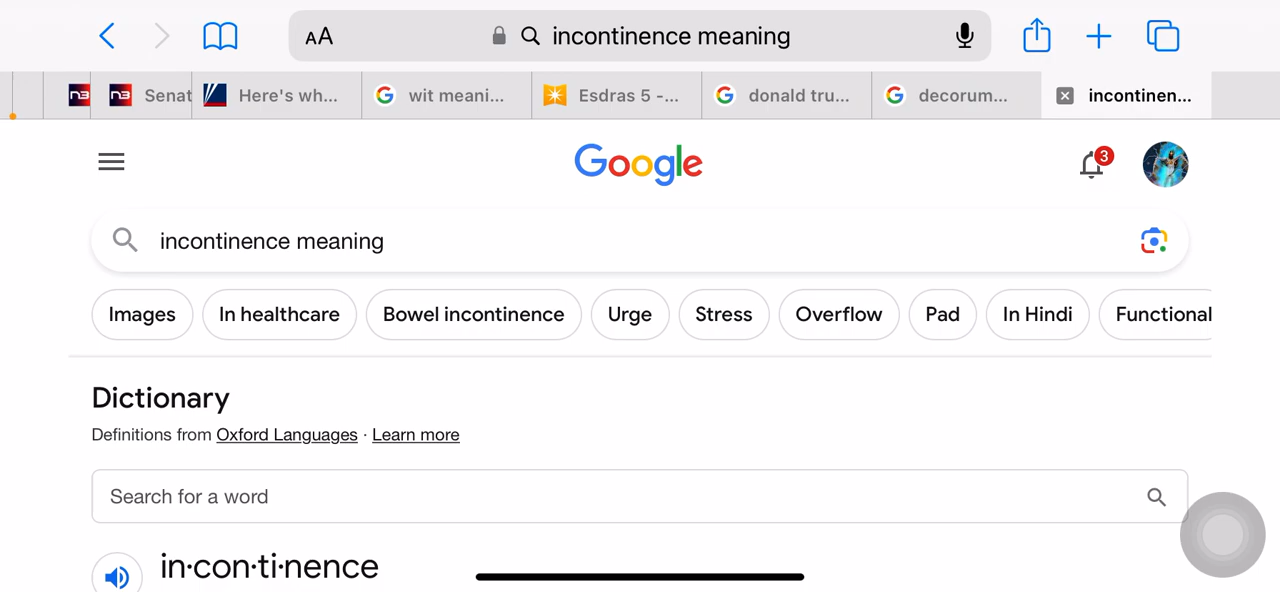 AA incontinence meaning
n3 n3 Senat Here's wh... wit meani... Esdras 5 -... donald tru... decorum... incontinen...
Google
3
incontinence meaning
Images In healthcare Bowel incontinence Urge Stress Overflow Pad In Hindi Functional
Dictionary
Definitions from Oxford Languages · Learn more
Search for a word
in·con·ti·nence